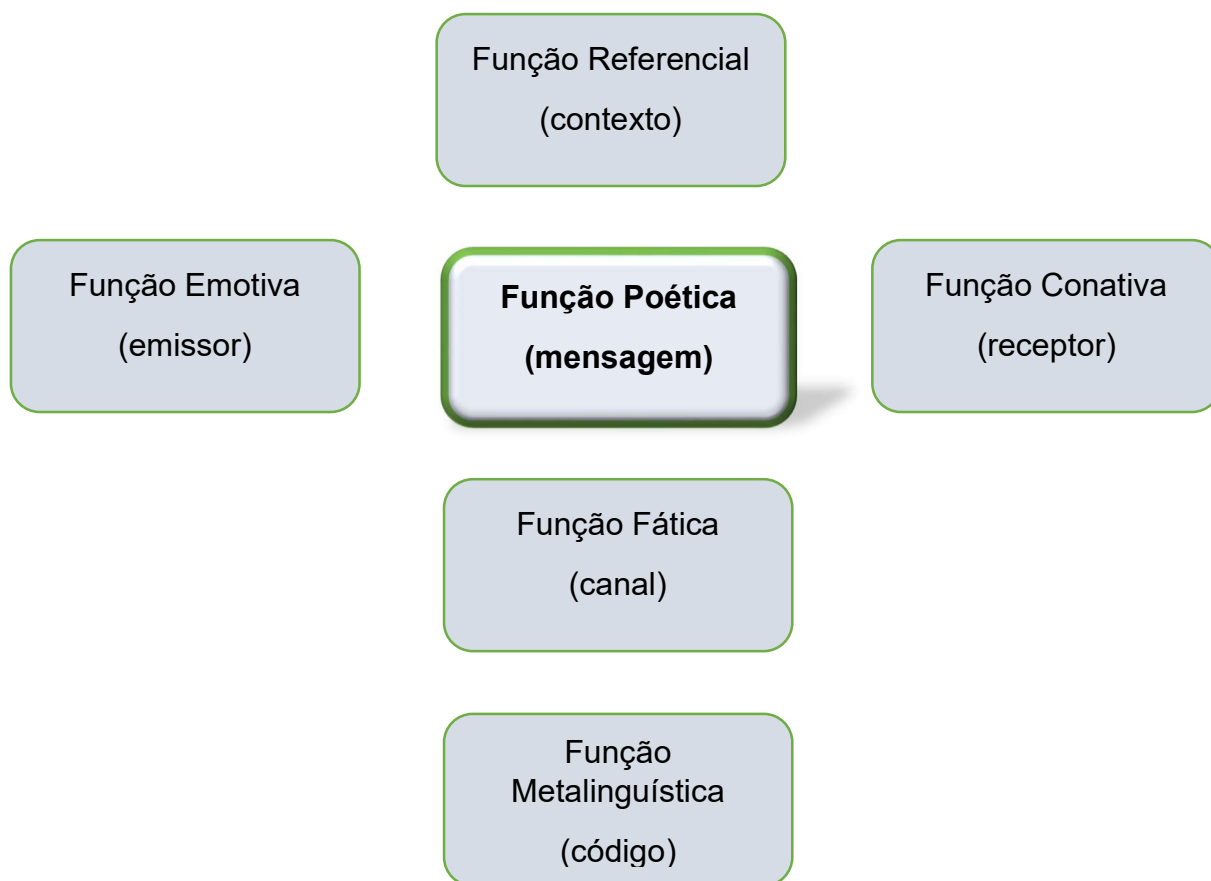 Função Referencial
(contexto)
Função Emotiva
(emissor)
Função Poética
(mensagem)
Função Conativa
(receptor)
Função Fática
(canal)
Função
Metalinguística
(código)